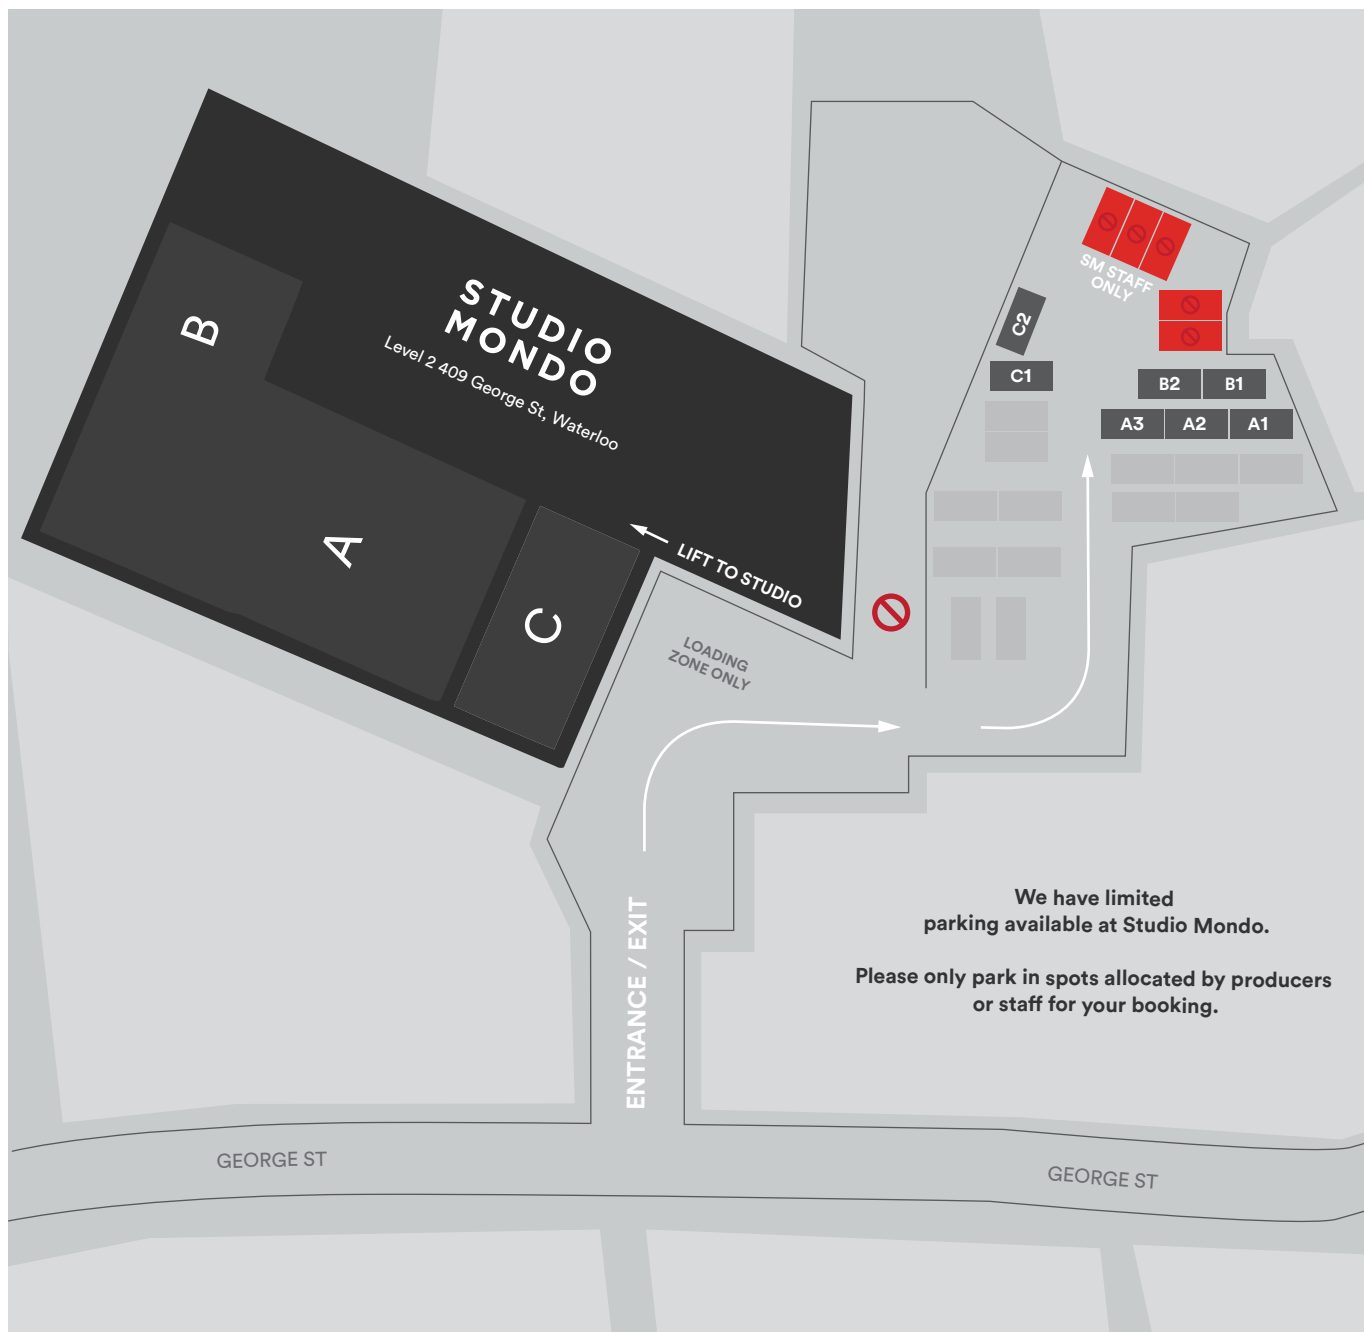 STUDIO
MONDO
Level 2 409 George St, Waterloo
B
A
C
LIFT TO STUDIO
LOADING
ZONE ONLY
SM STAFF
ONLY
C2
C1
B2
B1
A3
A2
A1
ENTRANCE / EXIT
We have limited
parking available at Studio Mondo.
Please only park in spots allocated by producers
or staff for your booking.
GEORGE ST
GEORGE ST